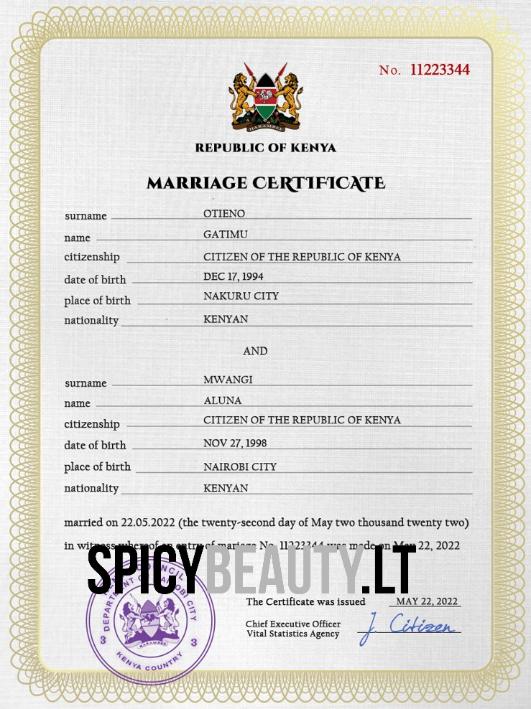 No. 11223344
HARAMBEE
REPUBLIC OF KENYA
MARRIAGE CERTIFICATE
surname OTIENO
name GATIMU
citizenship CITIZEN OF THE REPUBLIC OF KENYA
date of birth DEC 17, 1994
place of birth NAKURU CITY
nationality KENYAN
AND
surname MWANGI
name ALUNA
citizenship CITIZEN OF THE REPUBLIC OF KENYA
date of birth NOV 27, 1998
place of birth NAIROBI CITY
nationality KENYAN
married on 22.05.2022 (the twenty-second day of May two thousand twenty two)
in witness whereof an entry of mariage No. 11223344 was made on May 22, 2022
SPICYBEAUTY.LT
The Certificate was issued MAY 22, 2022
Chief Executive Officer
Vital Statistics Agency
J. Citizen
3 3
KENYA COUNTRY